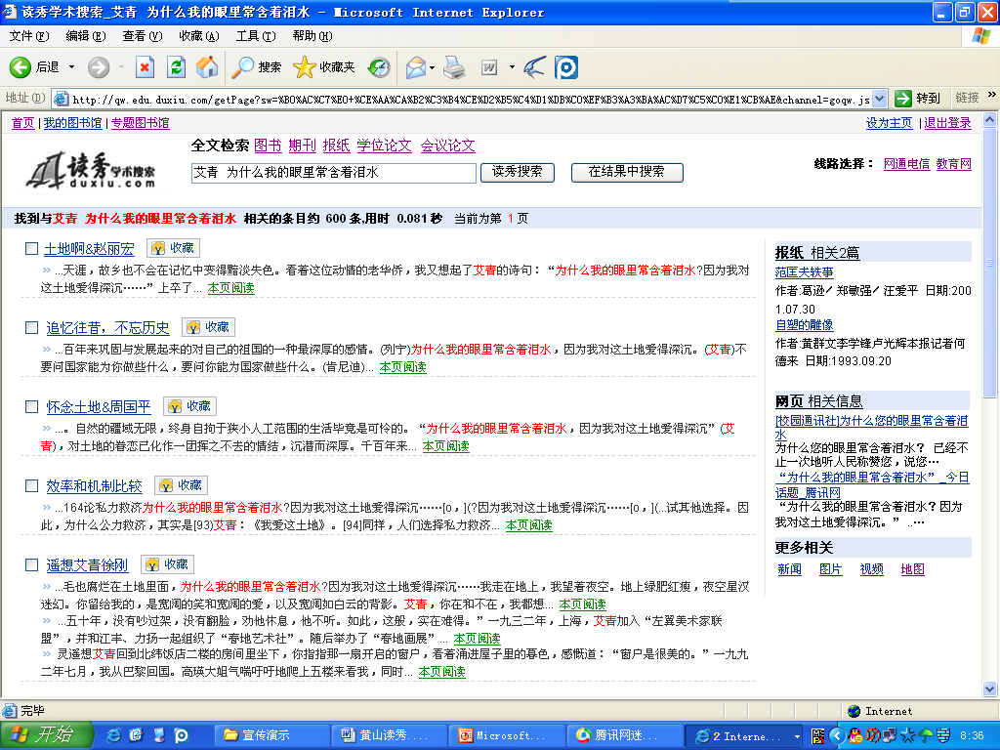 读秀学术搜索_艾青  为什么我的眼里常含着泪水 - Microsoft Internet Explorer
文件(F) 编辑(E) 查看(V) 收藏(A) 工具(T) 帮助(H)
后退 搜索 收藏夹
地址(D) http://qw.edu.duxiu.com/getPage?sw=%B0%AC%C7%E0+%CE%AA%CA%B2%C3%B4%CE%D2%B5%C4%D1%DB%C0%EF%B3%A3%BA%AC%D7%C5%C0%E1%CB%AE&channel=goqw.js 转到 链接 »
首页 | 我的图书馆 | 专题图书馆 设为主页 | 退出登录
读秀学术搜索
duxiu.com
全文检索 图书 期刊 报纸 学位论文 会议论文
艾青  为什么我的眼里常含着泪水 读秀搜索 在结果中搜索
线路选择： 网通电信 教育网
找到与艾青  为什么我的眼里常含着泪水  相关的条目约 600 条,用时 0.081 秒  当前为第 1 页
土地啊&赵丽宏 收藏
»...天涯，故乡也不会在记忆中变得黯淡失色。看着这位动情的老华侨，我又想起了艾青的诗句：“为什么我的眼里常含着泪水?因为我对
这土地爱得深沉……”上卒了... 本页阅读
追忆往昔，不忘历史 收藏
»...百年来巩固与发展起来的对自己的祖国的一种最深厚的感情。(列宁)为什么我的眼里常含着泪水，因为我对这土地爱得深沉。(艾青)不
要问国家能为你做些什么，要问你能为国家做些什么。(肯尼迪)... 本页阅读
怀念土地&周国平 收藏
»...。自然的疆域无限，终身自拘于狭小人工范围的生活毕竟是可怜的。“为什么我的眼里常含着泪水，因为我对这土地爱得深沉”(艾
青)，对土地的眷恋已化作一团挥之不去的情结，沉潜而深厚。千百年来... 本页阅读
效率和机制比较 收藏
»...164论私力救济为什么我的眼里常含着泪水?因为我对这土地爱得深沉……[o，](?因为我对这土地爱得深沉……[o，](...试其他选择。因
此，为什么公力救济，其实是[93)艾青：《我爱这土地》。[94]同样，人们选择私力救济... 本页阅读
遥想艾青徐刚 收藏
»...毛也腐烂在土地里面，为什么我的眼里常含着泪水?因为我对这土地爱得深沉……我走在地上，我望着夜空。地上绿肥红瘦，夜空星汉
迷幻。你留给我的，是宽阔的笑和宽阔的爱，以及宽阔如白云的背影。艾青，你在和不在，我都想... 本页阅读
»...五十年，没有吵过架，没有翻脸，劝他休息，他不听。如此，这般，实在难得。”一九三二年，上海，艾青加入“左翼美术家联
盟”，并和江丰、力扬一起组织了“春地艺术社”。随后举办了“春地画展”... 本页阅读
» 灵遥想艾青回到北纬饭店二楼的房间里坐下，你指指那一扇开启的窗户，看着涌进屋子里的暮色，感慨道：“窗户是很美的。”一九九
二年七月，我从巴黎回国。高瑛大姐气喘吁吁地爬上五楼来看我，同时... 本页阅读
报纸 相关2篇
范匡夫轶事
作者:葛逊／郑敏强／汪爱平 日期:200
1.07.30
自塑的雕像
作者:黄群文李学锋卢光辉本报记者何
德来 日期:1993.09.20
网页 相关信息
[校园通讯社]为什么您的眼里常含着泪
水
为什么您的眼里常含着泪水？ 已经不
止一次地听人民称赞您，说您…
“为什么我的眼里常含着泪水”_今日
话题_腾讯网
“为什么我的眼里常含着泪水？因为
我对这土地爱得深沉。” ..…
更多相关
新闻 图片 视频 地图
完毕 Internet
开始 宣传演示 黄山读秀.... Microsoft... 腾讯网迷... 2 Interne... 8:36